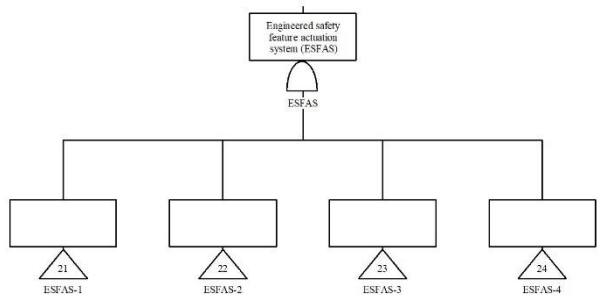 Engineered safety
feature actuation
system (ESFAS)
ESFAS
21
22
23
24
ESFAS-1
ESFAS-2
ESFAS-3
ESFAS-4